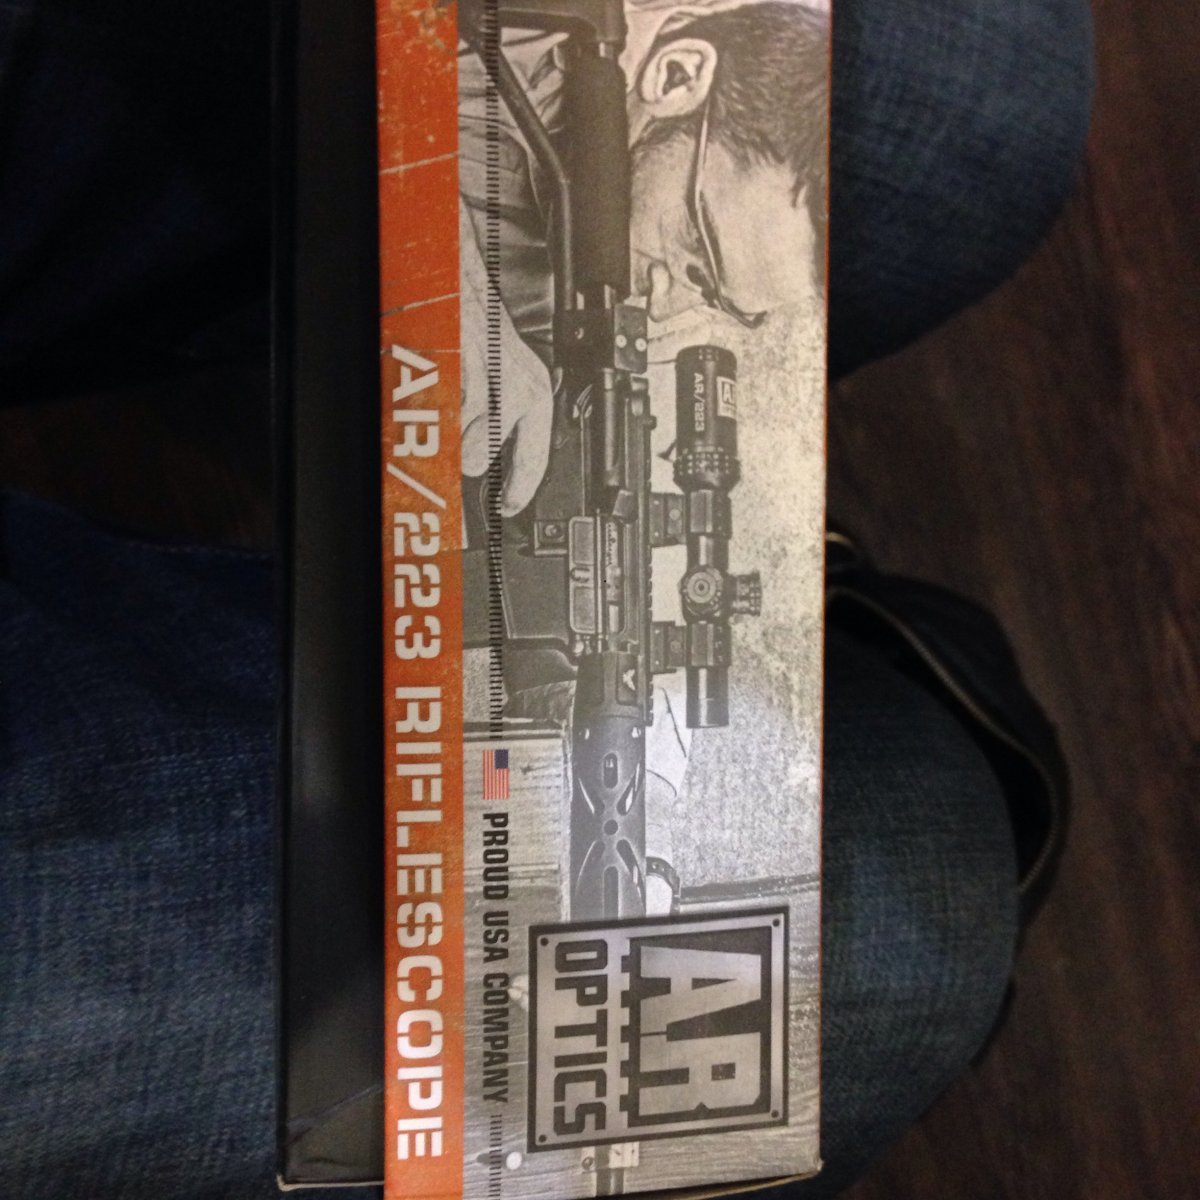 AR/223
AR
OPTICS
PROUD USA COMPANY
AR/223 RIFLESCOPE